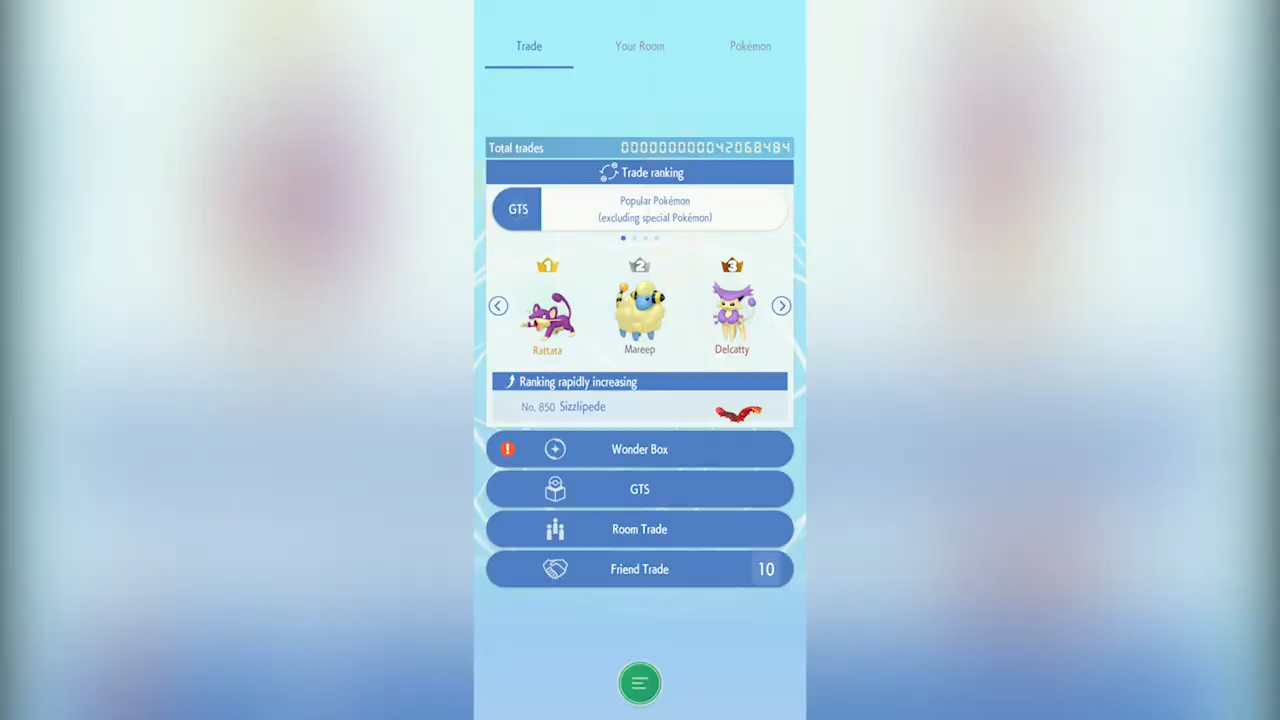 Trade
Your Room
Pokémon
Total trades
000000000042068484
Trade ranking
GTS
Popular Pokémon
(excluding special Pokémon)
1
2
3
Rattata
Mareep
Delcatty
Ranking rapidly increasing
No. 850 Sizzlipede
! Wonder Box
GTS
Room Trade
Friend Trade 10